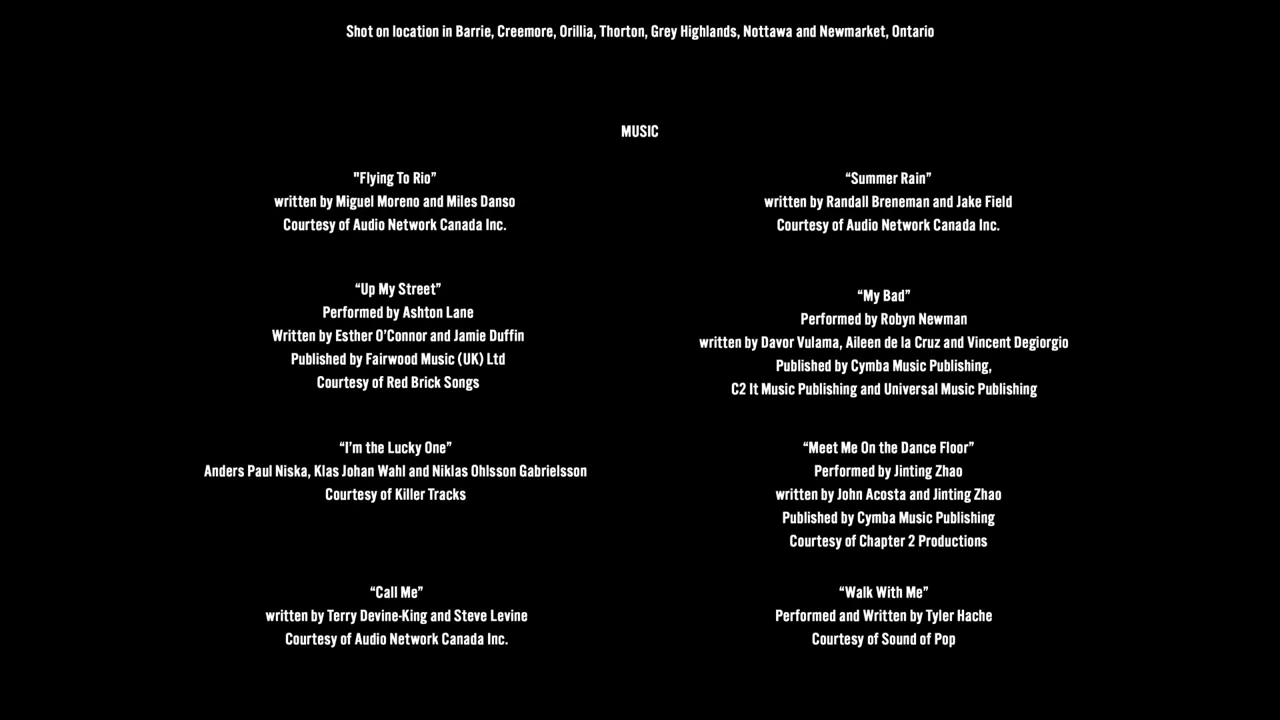 Shot on location in Barrie, Creemore, Orillia, Thorton, Grey Highlands, Nottawa and Newmarket, Ontario
MUSIC
"Flying To Rio”
written by Miguel Moreno and Miles Danso
Courtesy of Audio Network Canada Inc.
“Summer Rain”
written by Randall Breneman and Jake Field
Courtesy of Audio Network Canada Inc.
“Up My Street”
Performed by Ashton Lane
Written by Esther O’Connor and Jamie Duffin
Published by Fairwood Music (UK) Ltd
Courtesy of Red Brick Songs
“My Bad”
Performed by Robyn Newman
written by Davor Vulama, Aileen de la Cruz and Vincent Degiorgio
Published by Cymba Music Publishing,
C2 It Music Publishing and Universal Music Publishing
“I’m the Lucky One”
Anders Paul Niska, Klas Johan Wahl and Niklas Ohlsson Gabrielsson
Courtesy of Killer Tracks
“Meet Me On the Dance Floor”
Performed by Jinting Zhao
written by John Acosta and Jinting Zhao
Published by Cymba Music Publishing
Courtesy of Chapter 2 Productions
“Call Me”
written by Terry Devine-King and Steve Levine
Courtesy of Audio Network Canada Inc.
“Walk With Me”
Performed and Written by Tyler Hache
Courtesy of Sound of Pop